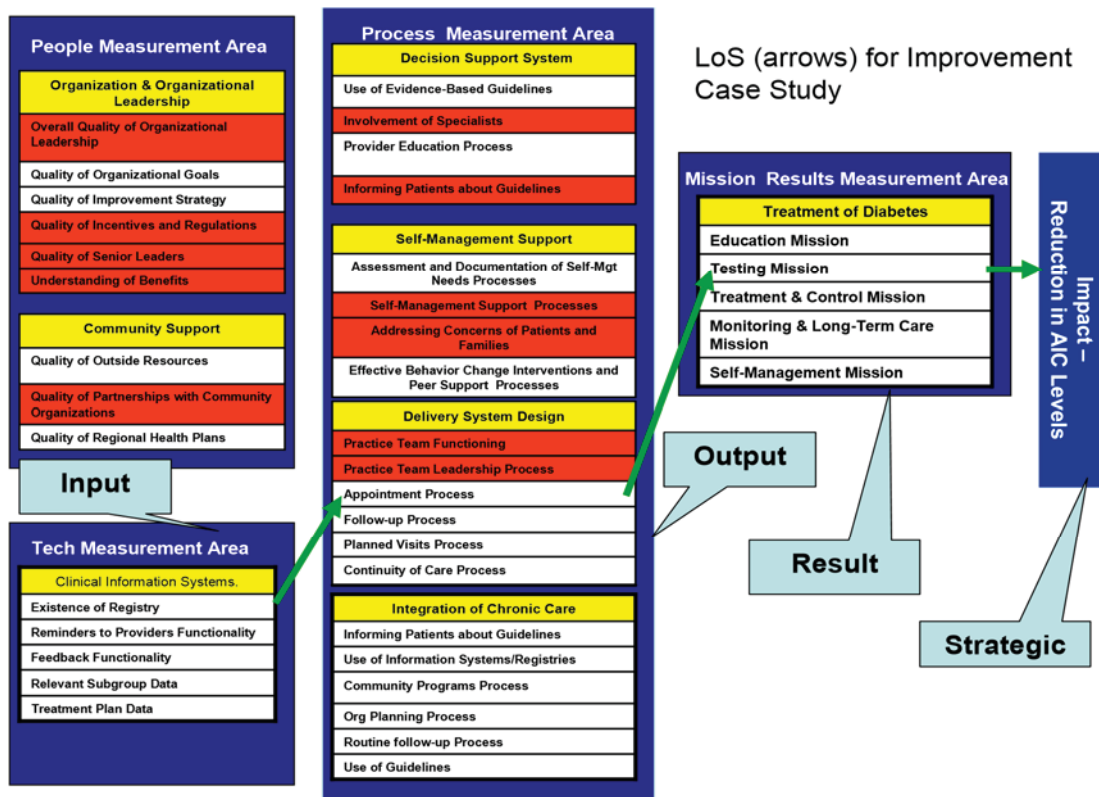 People Measurement Area
Organization & Organizational
Leadership
Overall Quality of Organizational
Leadership
Quality of Organizational Goals
Quality of Improvement Strategy
Quality of Incentives and Regulations
Quality of Senior Leaders
Understanding of Benefits
Community Support
Quality of Outside Resources
Quality of Partnerships with Community
Organizations
Quality of Regional Health Plans
Input
Tech Measurement Area
Clinical Information Systems.
Existence of Registry
Reminders to Providers Functionality
Feedback Functionality
Relevant Subgroup Data
Treatment Plan Data
Process Measurement Area
Decision Support System
Use of Evidence-Based Guidelines
Involvement of Specialists
Provider Education Process
Informing Patients about Guidelines
Self-Management Support
Assessment and Documentation of Self-Mgt
Needs Processes
Self-Management Support Processes
Addressing Concerns of Patients and
Families
Effective Behavior Change Interventions and
Peer Support Processes
Delivery System Design
Practice Team Functioning
Practice Team Leadership Process
Appointment Process
Follow-up Process
Planned Visits Process
Continuity of Care Process
Integration of Chronic Care
Informing Patients about Guidelines
Use of Information Systems/Registries
Community Programs Process
Org Planning Process
Routine follow-up Process
Use of Guidelines
LoS (arrows) for Improvement
Case Study
Mission Results Measurement Area
Treatment of Diabetes
Education Mission
Testing Mission
Treatment & Control Mission
Monitoring & Long-Term Care
Mission
Self-Management Mission
Output
Result
Impact –
Reduction in AIC Levels
Strategic